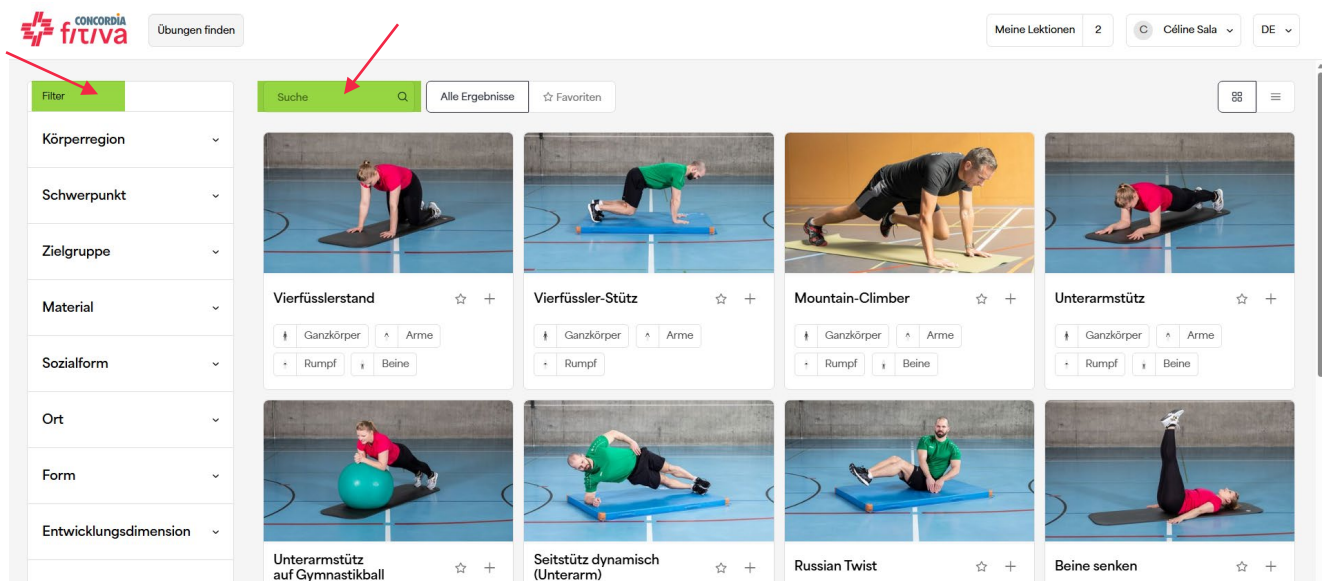 CONCORDIA
fitiva
Übungen finden
Meine Lektionen 2
C Céline Sala
DE
Filter
Suche
Alle Ergebnisse
Favoriten
Körperregion
Schwerpunkt
Zielgruppe
Material
Sozialform
Ort
Form
Entwicklungsdimension
Vierfüsslerstand
Ganzkörper Arme
Rumpf Beine
Vierfüssler-Stütz
Ganzkörper Arme
Rumpf
Mountain-Climber
Ganzkörper Arme
Rumpf Beine
Unterarmstütz
Ganzkörper Arme
Rumpf Beine
Unterarmstütz
auf Gymnastikball
Seitstütz dynamisch
(Unterarm)
Russian Twist
Beine senken